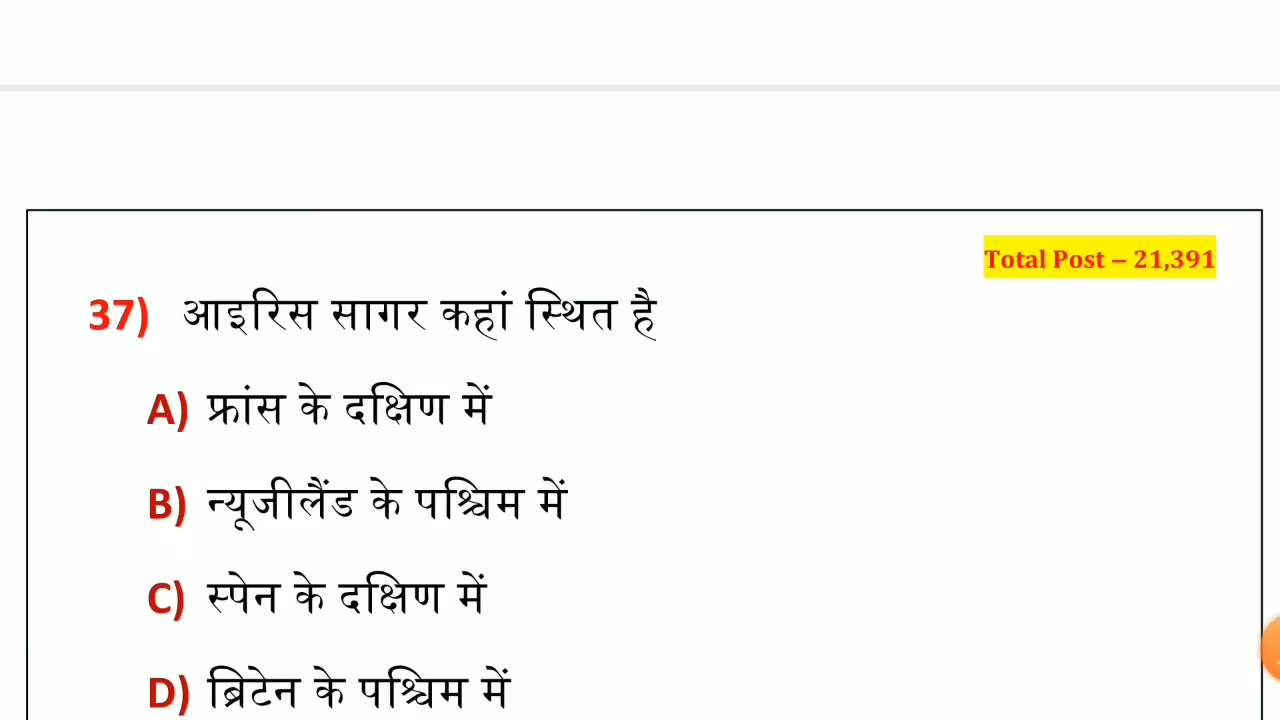 Total Post – 21,391
37) आइरिस सागर कहां स्थित है
A) फ्रांस के दक्षिण में
B) न्यूजीलैंड के पश्चिम में
C) स्पेन के दक्षिण में
D) ब्रिटेन के पश्चिम में